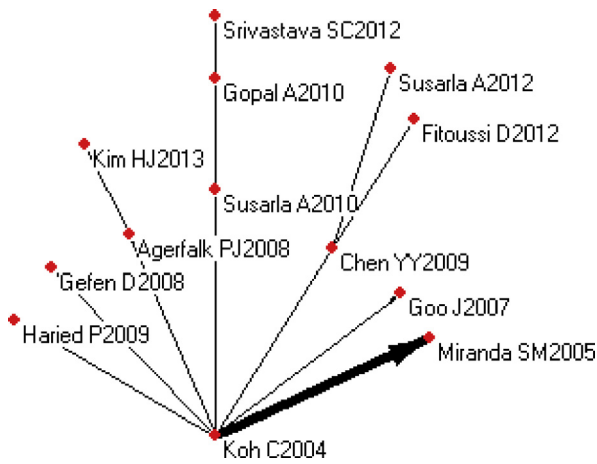 Srivastava SC2012
Susarla A2012
Gopal A2010
Fitoussi D2012
Kim HJ2013
Susarla A2010
Agerfalk PJ2008
Chen YY2009
Gefen D2008
Goo J2007
Haried P2009
Miranda SM2005
Koh C2004